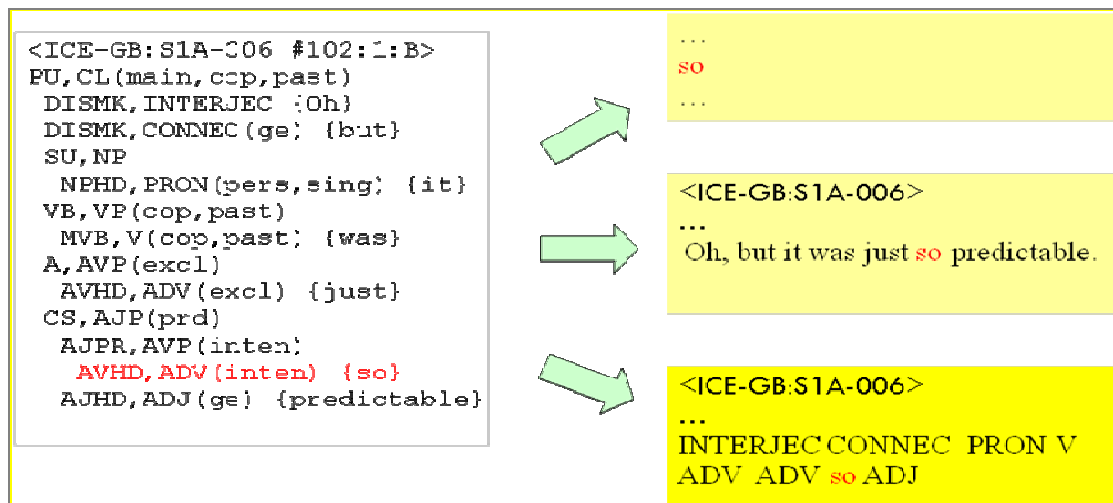 <ICE-GB:S1A-006 #102:1:B>
PU,CL(main,cop,past)
DISMK,INTERJEC {Oh}
DISMK,CONNEC(ge) {but}
SU,NP
NPHD,PRON(pers,sing) {it}
VB,VP(cop,past)
MVB,V(cop,past) {was}
A,AVP(excl)
AVHD,ADV(excl) {just}
CS,AJP(prd)
AJPR,AVP(inten)
AVHD,ADV(inten) {so}
AJHD,ADJ(ge) {predictable}
...
so
...
<ICE-GB:S1A-006>
...
Oh, but it was just so predictable.
<ICE-GB:S1A-006>
...
INTERJEC CONNEC PRON V
ADV ADV so ADJ